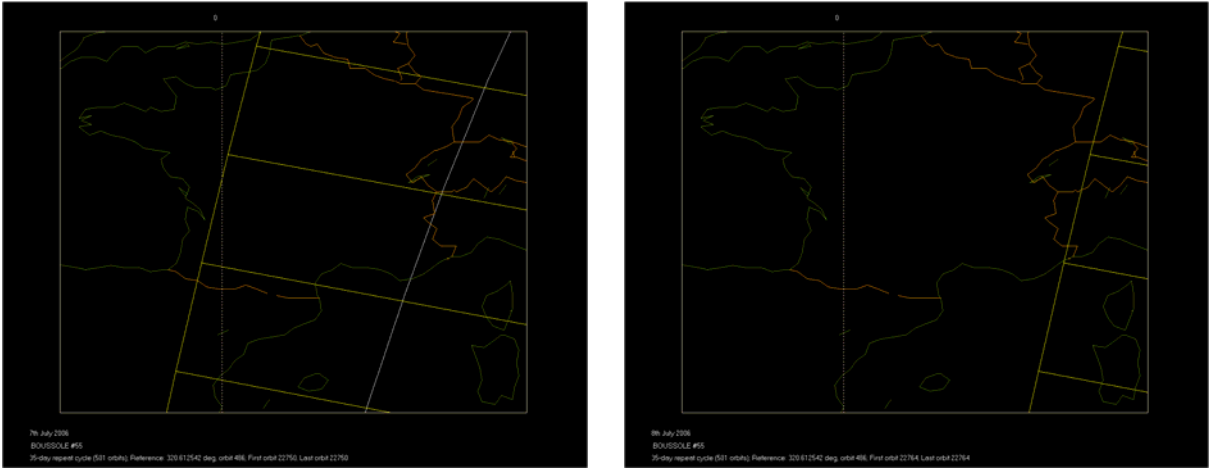 0
7th July 2006
BOUSSOLE #55
35-day repeat cycle (501 orbits); Reference: 320.612542 deg, orbit 486; First orbit 22750, Last orbit 22750
0
8th July 2006
BOUSSOLE #55
35-day repeat cycle (501 orbits); Reference: 320.612542 deg, orbit 486; First orbit 22764, Last orbit 22764